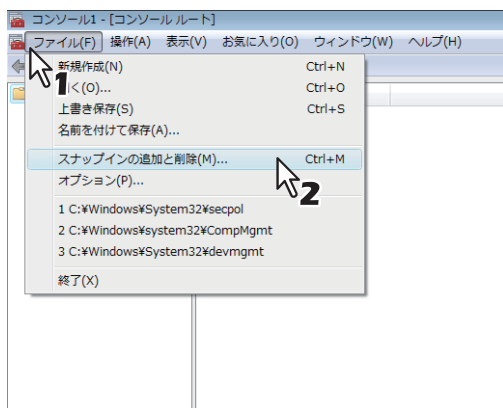 コンソール1 - [コンソール ルート]
ファイル(F) 操作(A) 表示(V) お気に入り(O) ウィンドウ(W) ヘルプ(H)
新規作成(N) Ctrl+N
1
く(O)... Ctrl+O
上書き保存(S) Ctrl+S
名前を付けて保存(A)...
スナップインの追加と削除(M)... Ctrl+M
2
オプション(P)...
1 C:¥Windows¥System32¥secpol
2 C:¥Windows¥system32¥CompMgmt
3 C:¥Windows¥System32¥devmgmt
終了(X)